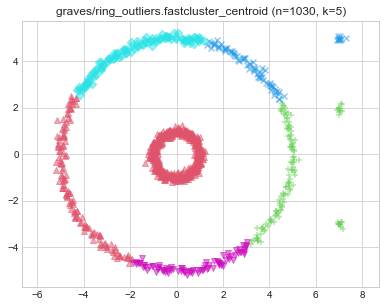 graves/ring_outliers.fastcluster_centroid (n=1030, k=5)
4
2
0
−2
−4
−6 −4 −2 0 2 4 6 8